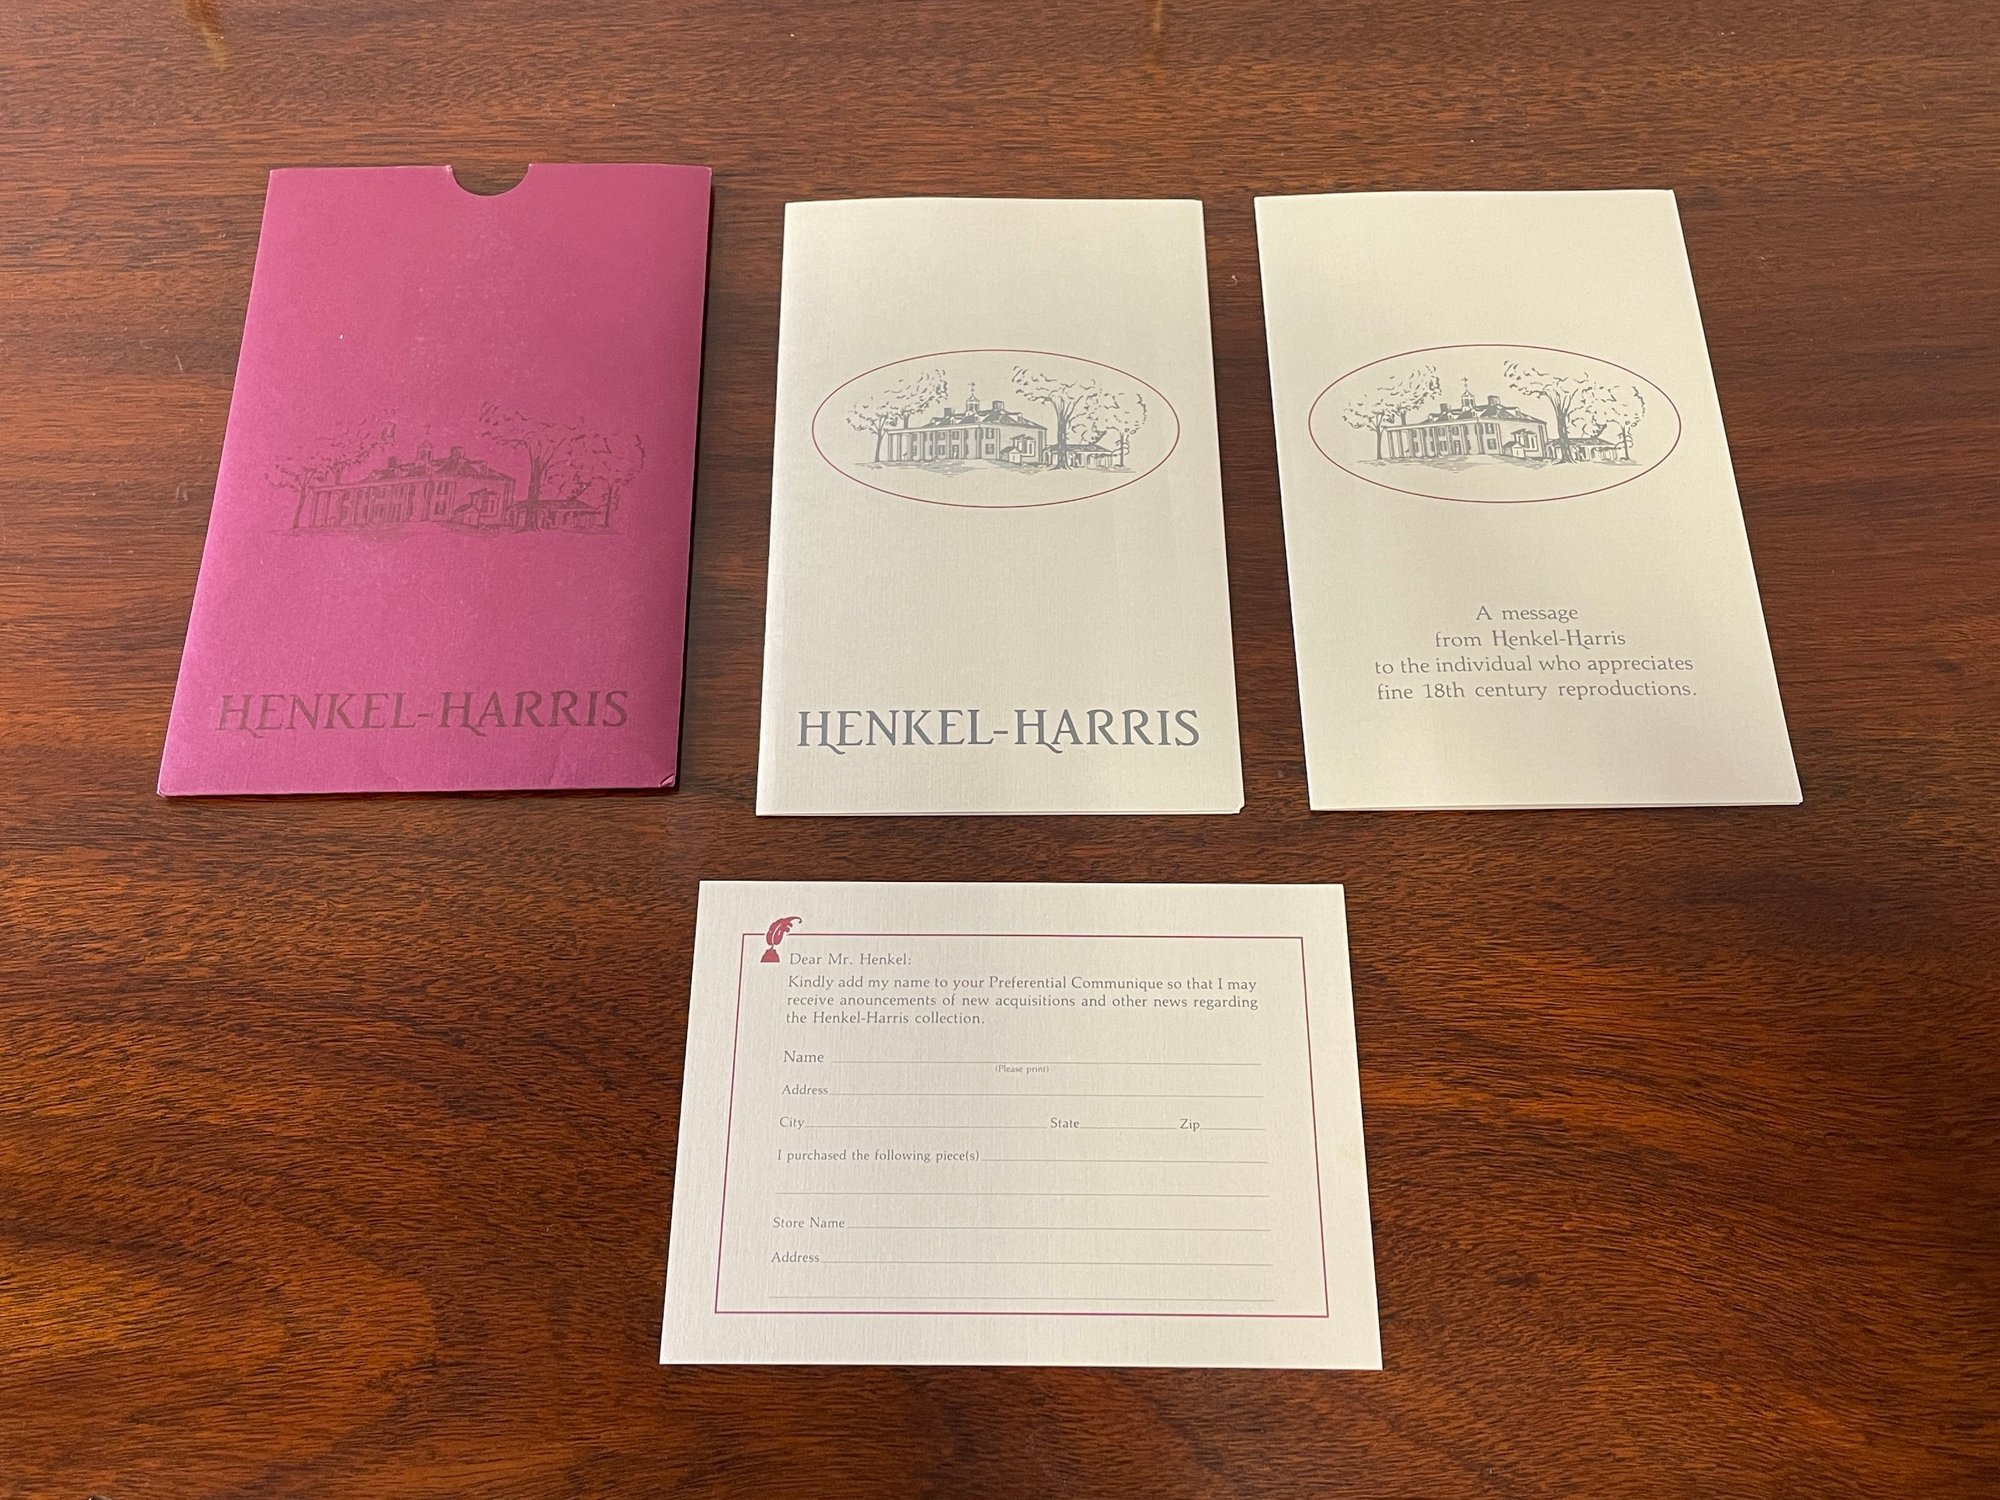 HENKEL-HARRIS
HENKEL-HARRIS
A message
from Henkel-Harris
to the individual who appreciates
fine 18th century reproductions.
Dear Mr. Henkel:
Kindly add my name to your Preferential Communique so that I may
receive anouncements of new acquisitions and other news regarding
the Henkel-Harris collection.
Name
(Please print)
Address
City State Zip
I purchased the following piece(s)
Store Name
Address